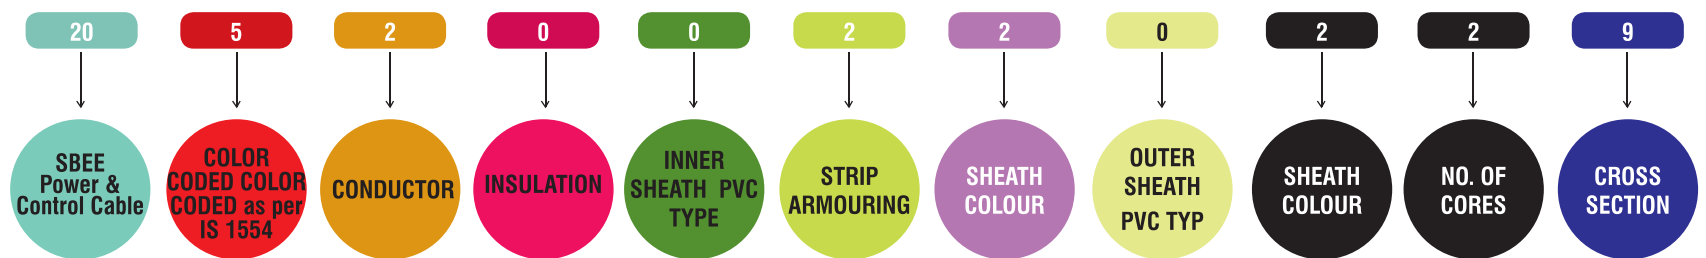 20 5 2 0 0 2 2 0 2 2 9
SBEE
Power &
Control Cable
COLOR
CODED COLOR
CODED as per
IS 1554
CONDUCTOR
INSULATION
INNER
SHEATH PVC
TYPE
STRIP
ARMOURING
SHEATH
COLOUR
OUTER
SHEATH
PVC TYP
SHEATH
COLOUR
NO. OF
CORES
CROSS
SECTION